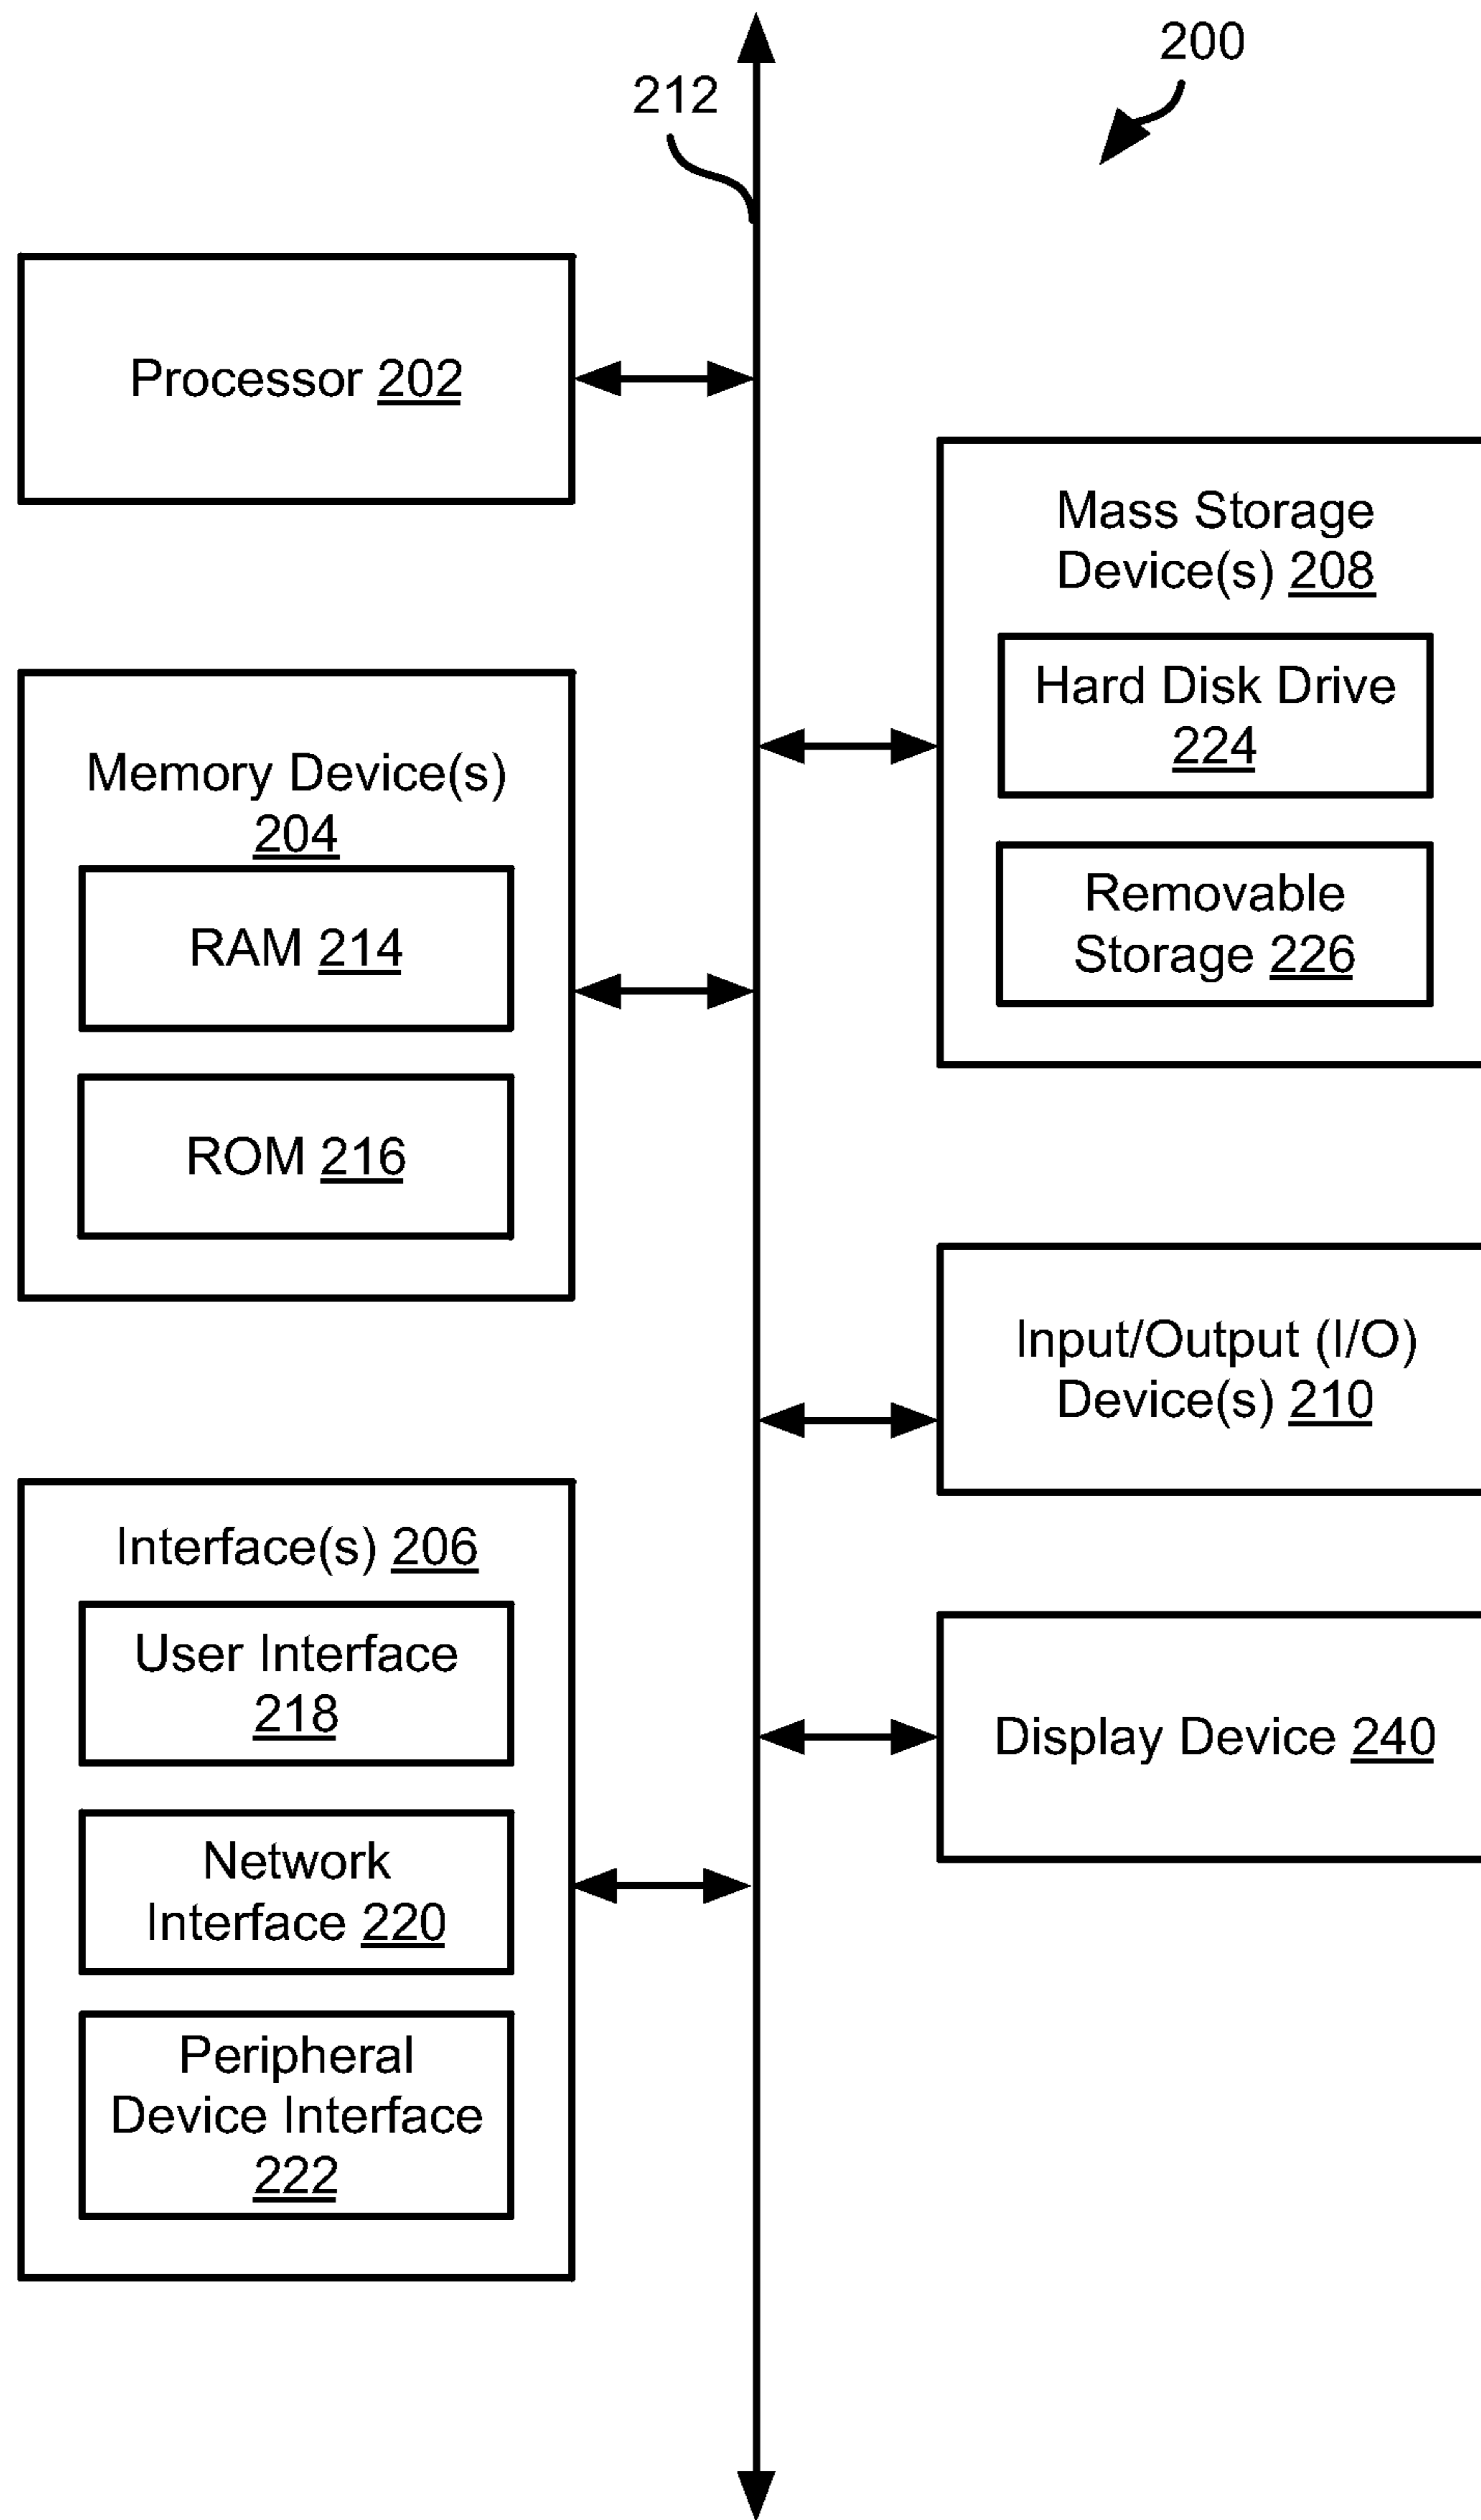 200
212
Processor 202
Mass Storage
Device(s) 208
Hard Disk Drive
224
Removable
Storage 226
Memory Device(s)
204
RAM 214
ROM 216
Input/Output (I/O)
Device(s) 210
Interface(s) 206
User Interface
218
Network
Interface 220
Peripheral
Device Interface
222
Display Device 240